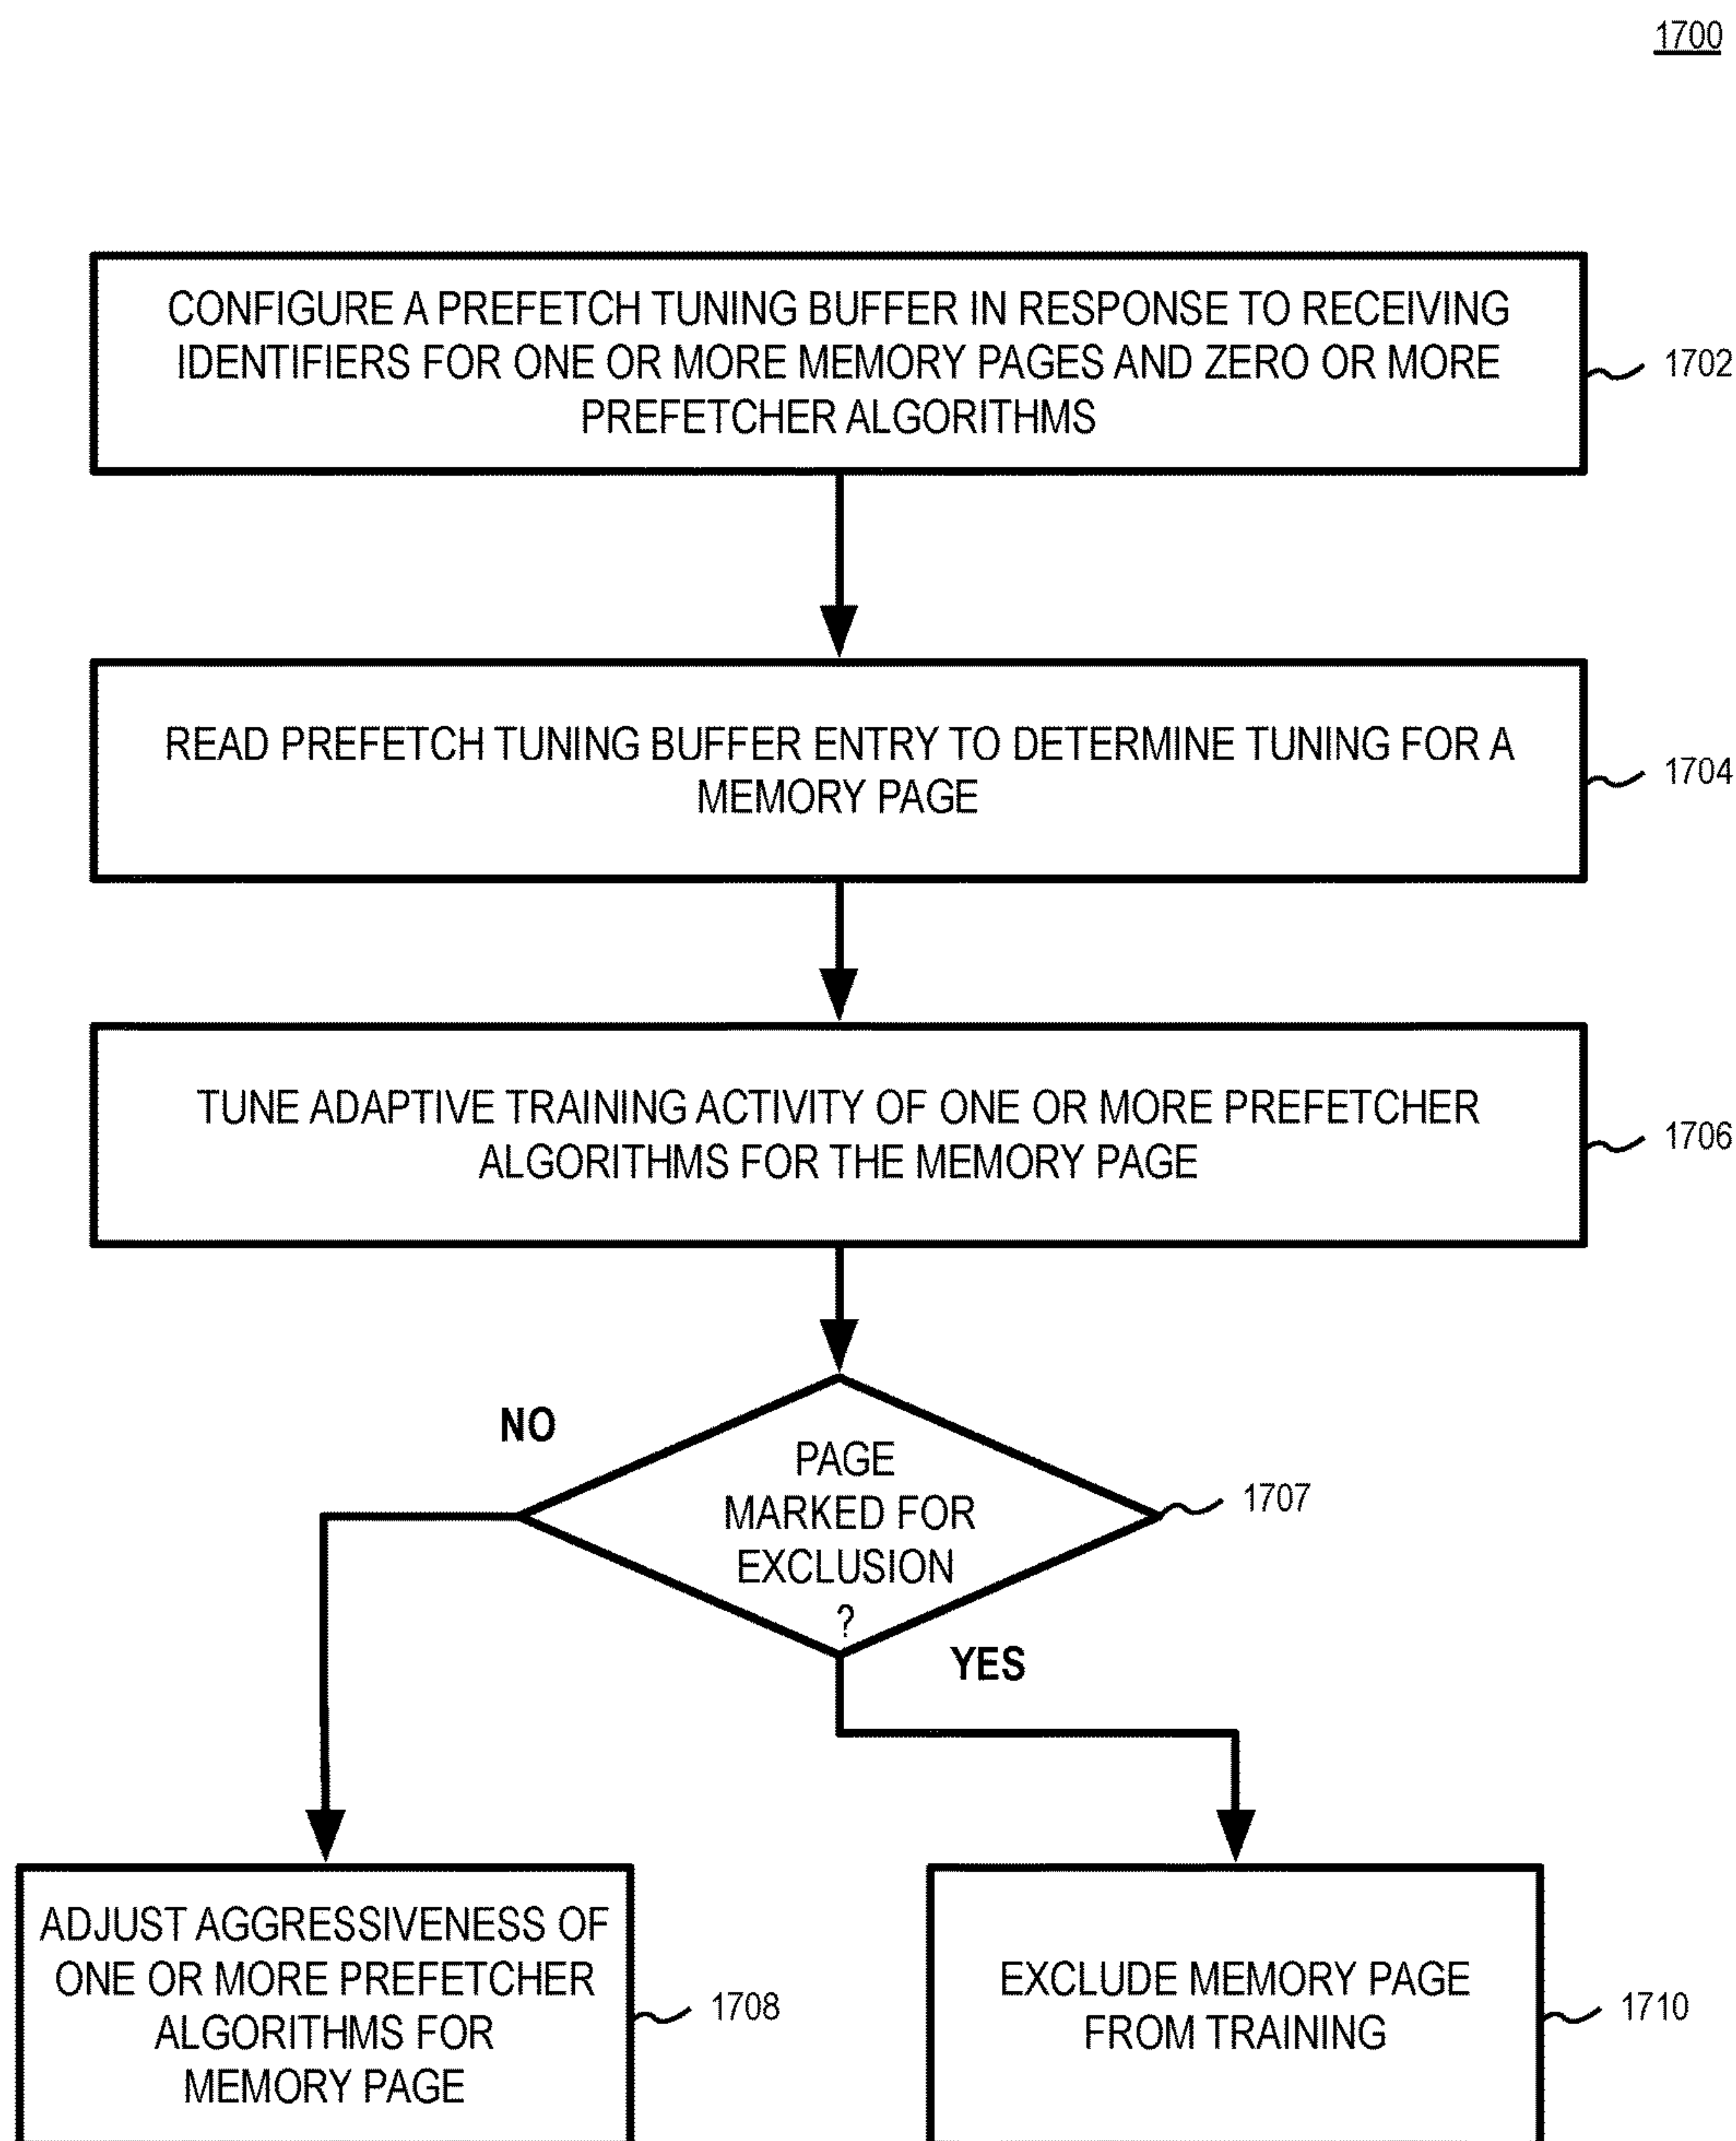 1700
CONFIGURE A PREFETCH TUNING BUFFER IN RESPONSE TO RECEIVING
IDENTIFIERS FOR ONE OR MORE MEMORY PAGES AND ZERO OR MORE
PREFETCHER ALGORITHMS
1702
READ PREFETCH TUNING BUFFER ENTRY TO DETERMINE TUNING FOR A
MEMORY PAGE
1704
TUNE ADAPTIVE TRAINING ACTIVITY OF ONE OR MORE PREFETCHER
ALGORITHMS FOR THE MEMORY PAGE
1706
NO
PAGE
MARKED FOR
EXCLUSION
?
1707
YES
ADJUST AGGRESSIVENESS OF
ONE OR MORE PREFETCHER
ALGORITHMS FOR
MEMORY PAGE
1708
EXCLUDE MEMORY PAGE
FROM TRAINING
1710